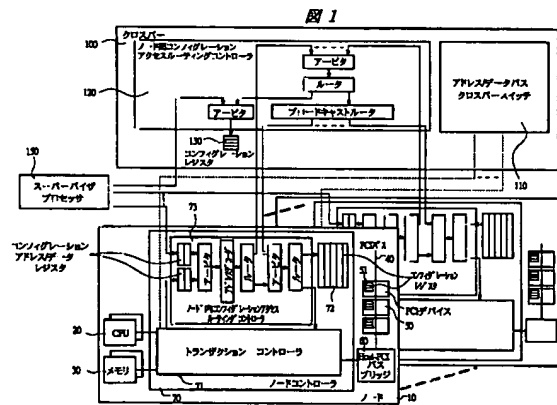 図 1
クロスバー
100
ノード間コンフィグレーション
アクセスルーティングコントローラ
120
アービタ
ルータ
アービタ
ブロードキャストルータ
130
コンフィグレーション
レジスタ
アドレス/データパス
クロスバースイッチ
110
150
スーパーバイザ
プロセッサ
73
コンフィグレーション
アドレス/データ
レジスタ
アービタ
ルータ
アービタ
ルータ
72
ノード内コンフィグレーションアクセス
ルーティングコントローラ
PCIバス
40
51
コンフィグレーション
レジスタ
PCIデバイス
50
20
CPU
30
メモリ
トランザクション コントローラ
71
ノードコントローラ
70
60
Host-PCI
バス
ブリッジ
ノード
10